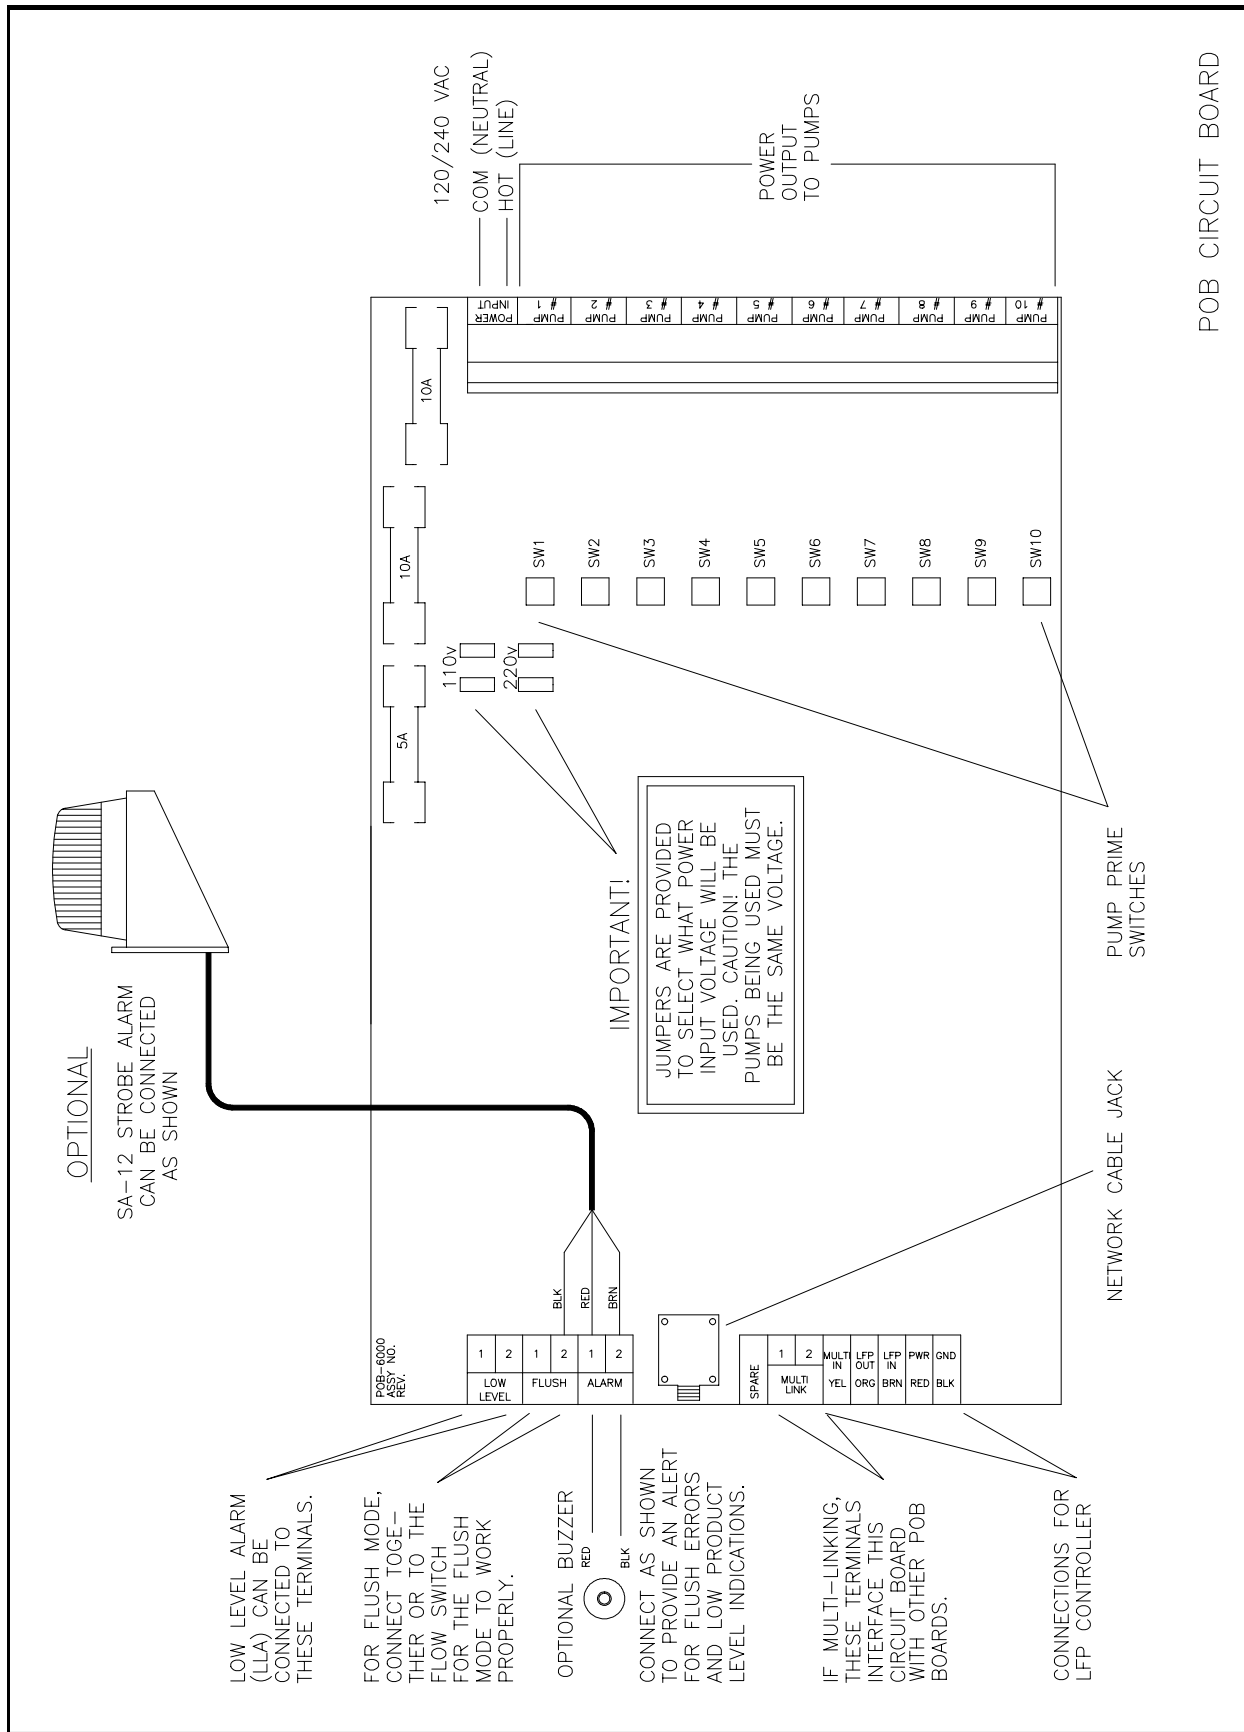 OPTIONAL
SA-12 STROBE ALARM
CAN BE CONNECTED
AS SHOWN
120/240 VAC
COM (NEUTRAL)
HOT (LINE)
POWER
OUTPUT
TO PUMPS
POB-6000
ASSY NO.
REV.
5A
10A
10A
110v
220v
POWER
INPUT
PUMP
# 1
PUMP
# 2
PUMP
# 3
PUMP
# 4
PUMP
# 5
PUMP
# 6
PUMP
# 7
PUMP
# 8
PUMP
# 9
PUMP
# 10
SW1
SW2
SW3
SW4
SW5
SW6
SW7
SW8
SW9
SW10
IMPORTANT!
JUMPERS ARE PROVIDED
TO SELECT WHAT POWER
INPUT VOLTAGE WILL BE
USED. CAUTION! THE
PUMPS BEING USED MUST
BE THE SAME VOLTAGE.
BLK
RED
BRN
LOW
LEVEL
1
2
FLUSH
1
2
ALARM
1
2
SPARE
MULTI
LINK
1
2
MULTI
IN
YEL
LFP
OUT
ORG
LFP
IN
BRN
PWR
RED
GND
BLK
LOW LEVEL ALARM
(LLA) CAN BE
CONNECTED TO
THESE TERMINALS.
FOR FLUSH MODE,
CONNECT TOGE-
THER OR TO THE
FLOW SWITCH
FOR THE FLUSH
MODE TO WORK
PROPERLY.
OPTIONAL BUZZER
RED
BLK
CONNECT AS SHOWN
TO PROVIDE AN ALERT
FOR FLUSH ERRORS
AND LOW PRODUCT
LEVEL INDICATIONS.
IF MULTI-LINKING,
THESE TERMINALS
INTERFACE THIS
CIRCUIT BOARD
WITH OTHER POB
BOARDS.
CONNECTIONS FOR
LFP CONTROLLER
NETWORK CABLE JACK
PUMP PRIME
SWITCHES
POB CIRCUIT BOARD